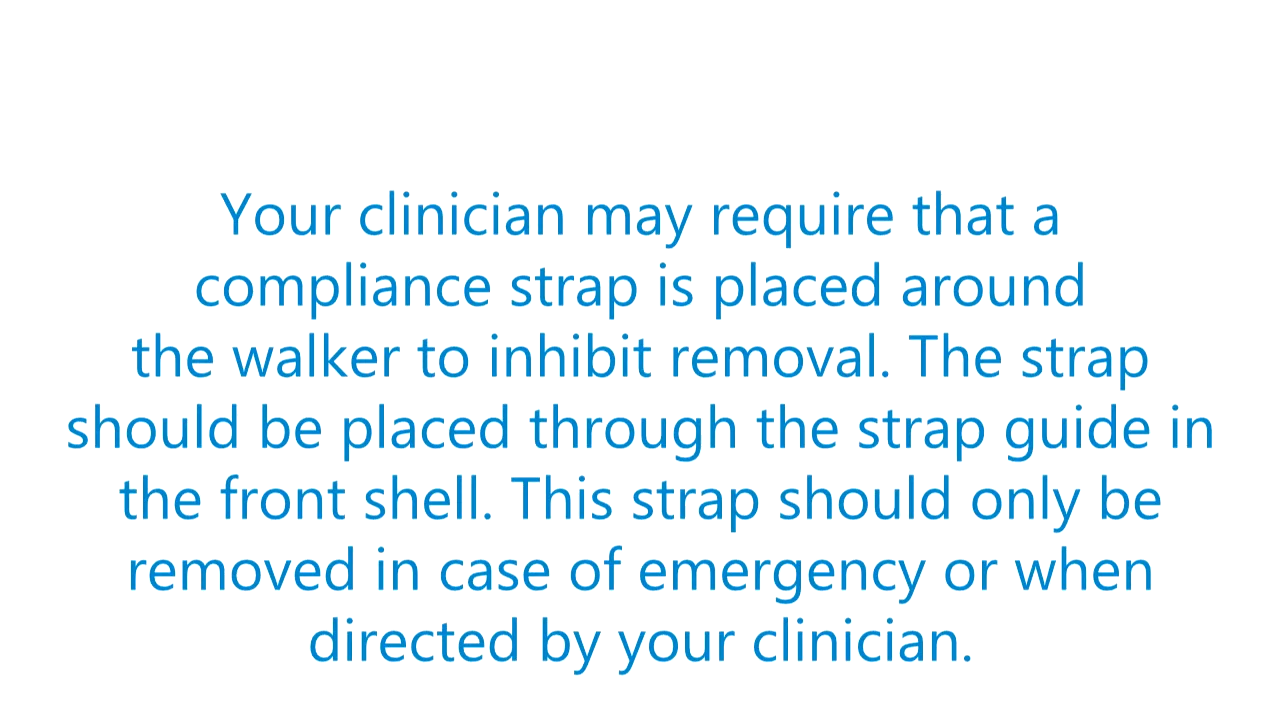 Your clinician may require that a
compliance strap is placed around
the walker to inhibit removal. The strap
should be placed through the strap guide in
the front shell. This strap should only be
removed in case of emergency or when
directed by your clinician.